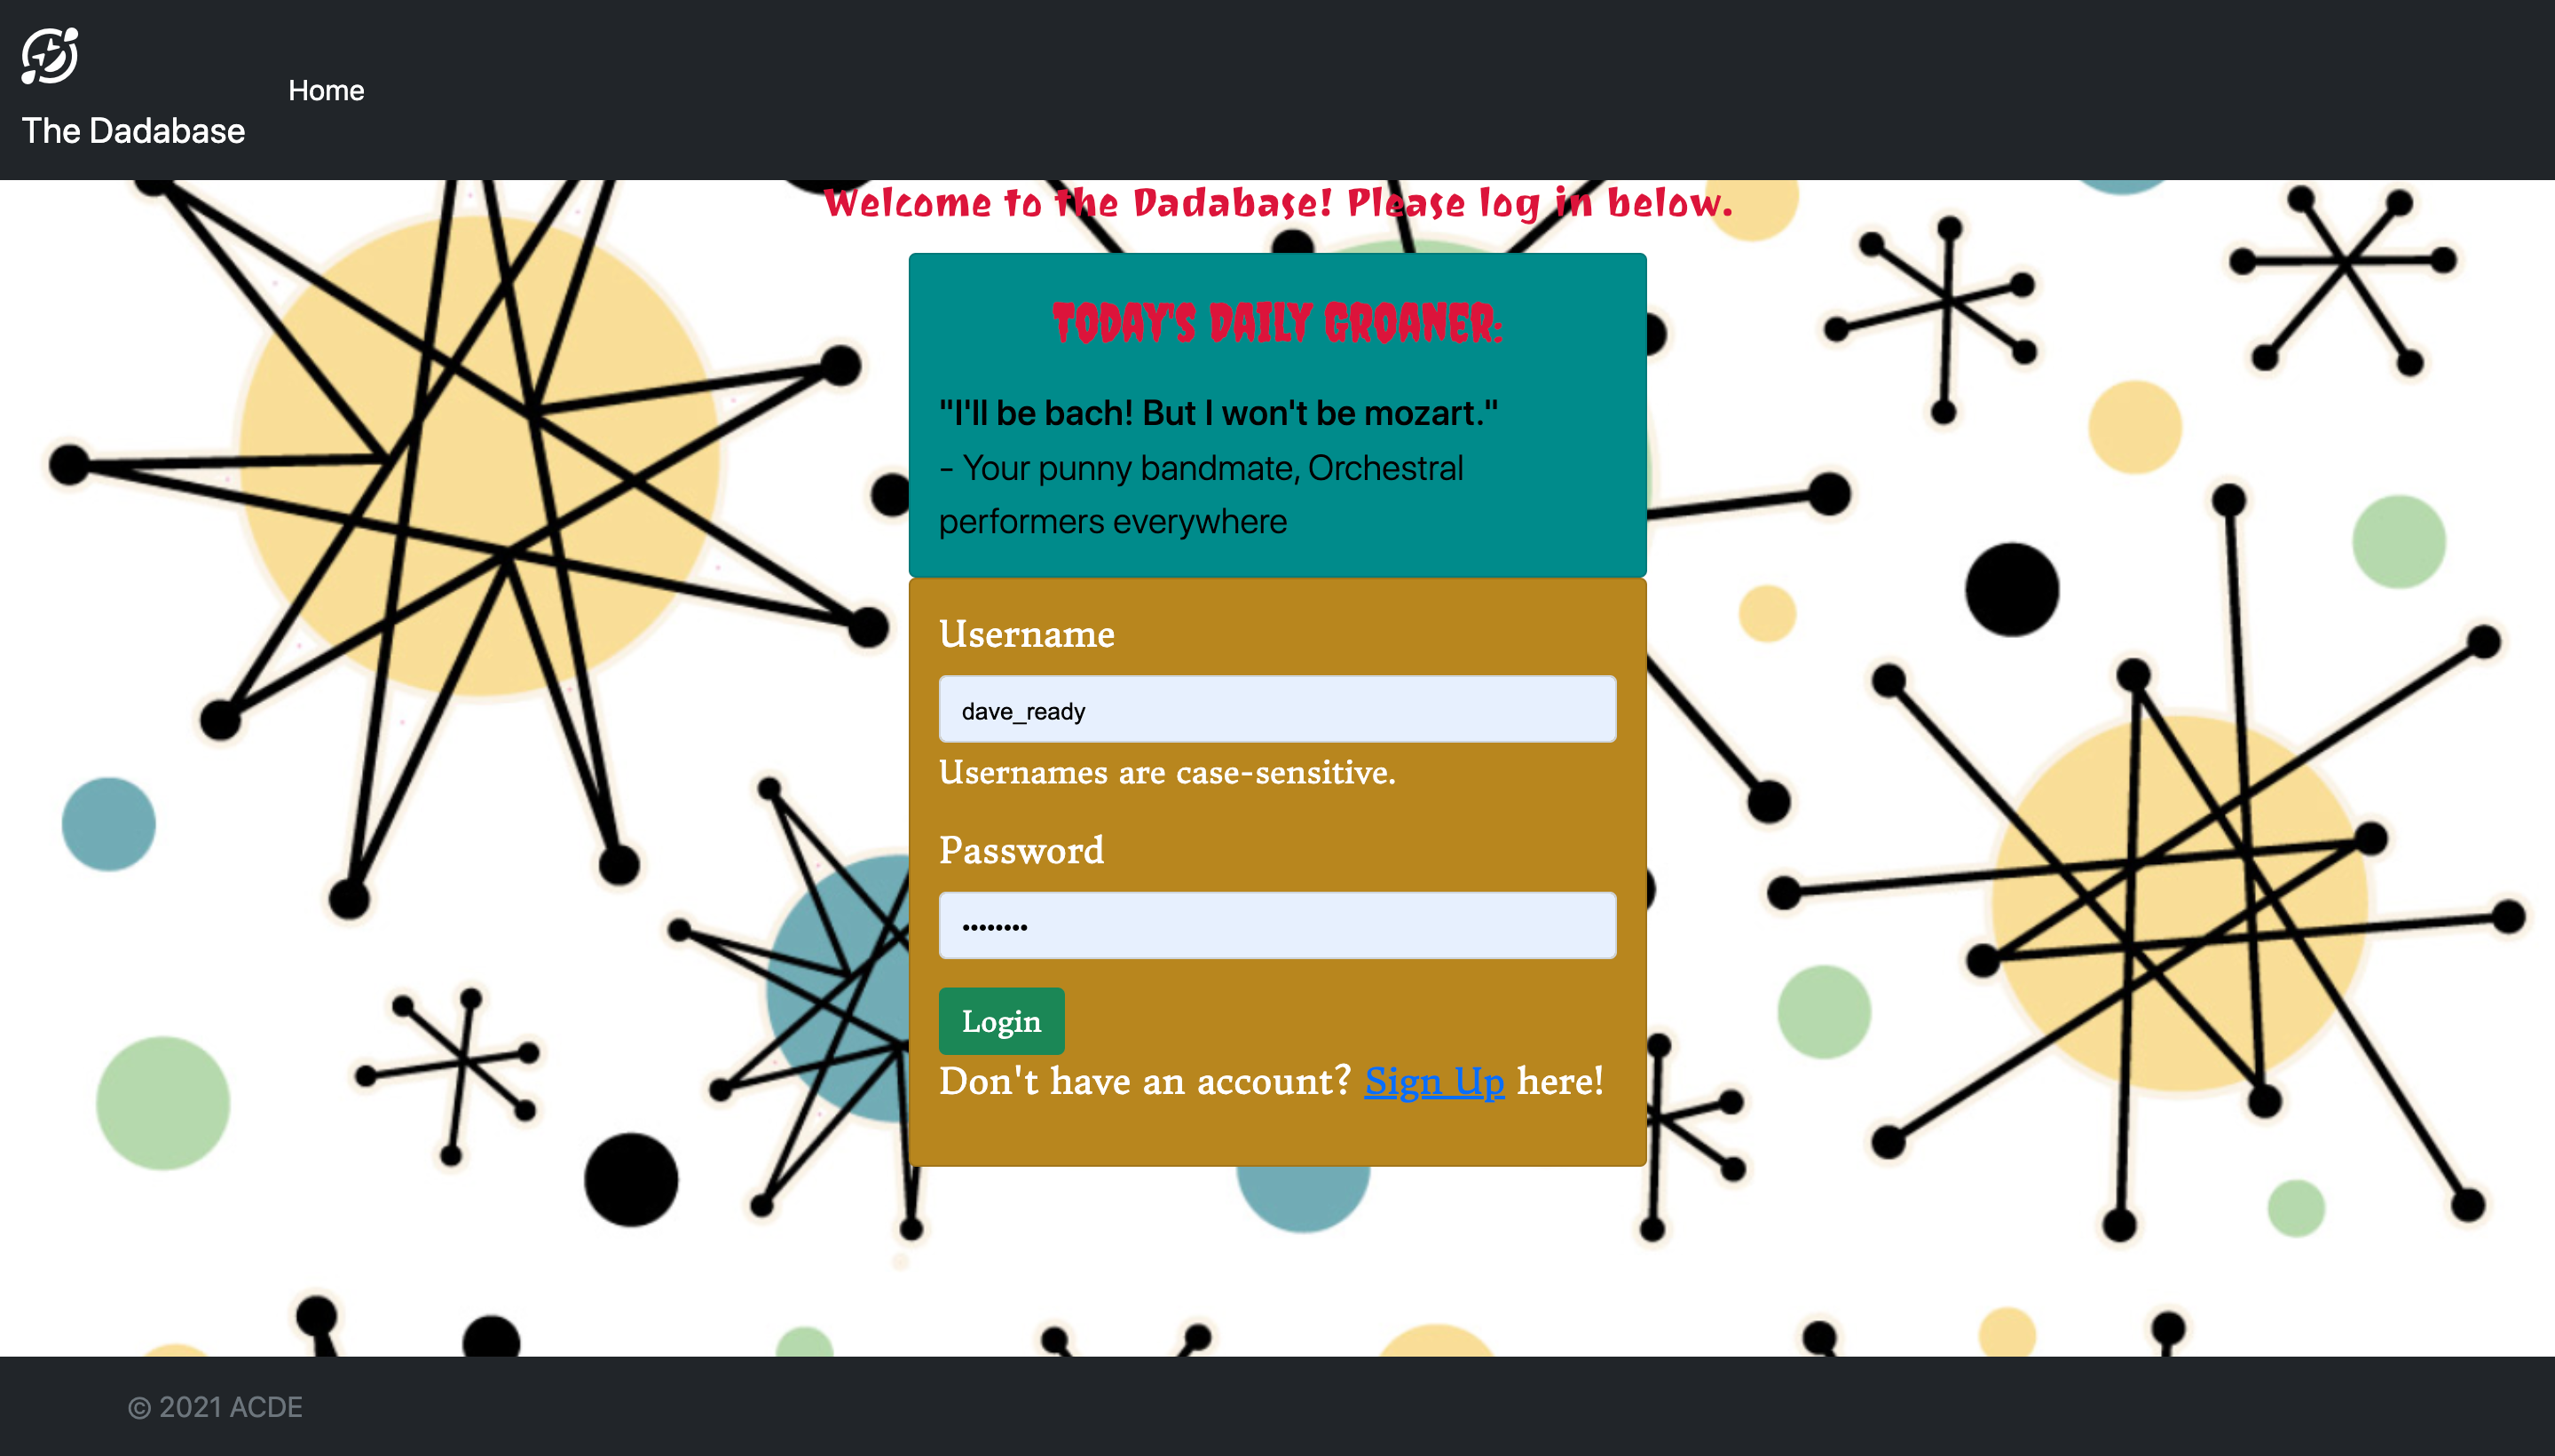 The Dadabase
Home
Welcome to the Dadabase! Please log in below.
TODAY'S DAILY GROANER:
"I'll be bach! But I won't be mozart."
- Your punny bandmate, Orchestral
performers everywhere
Username
dave_ready
Usernames are case-sensitive.
Password
••••••••
Login
Don't have an account? Sign Up here!
© 2021 ACDE